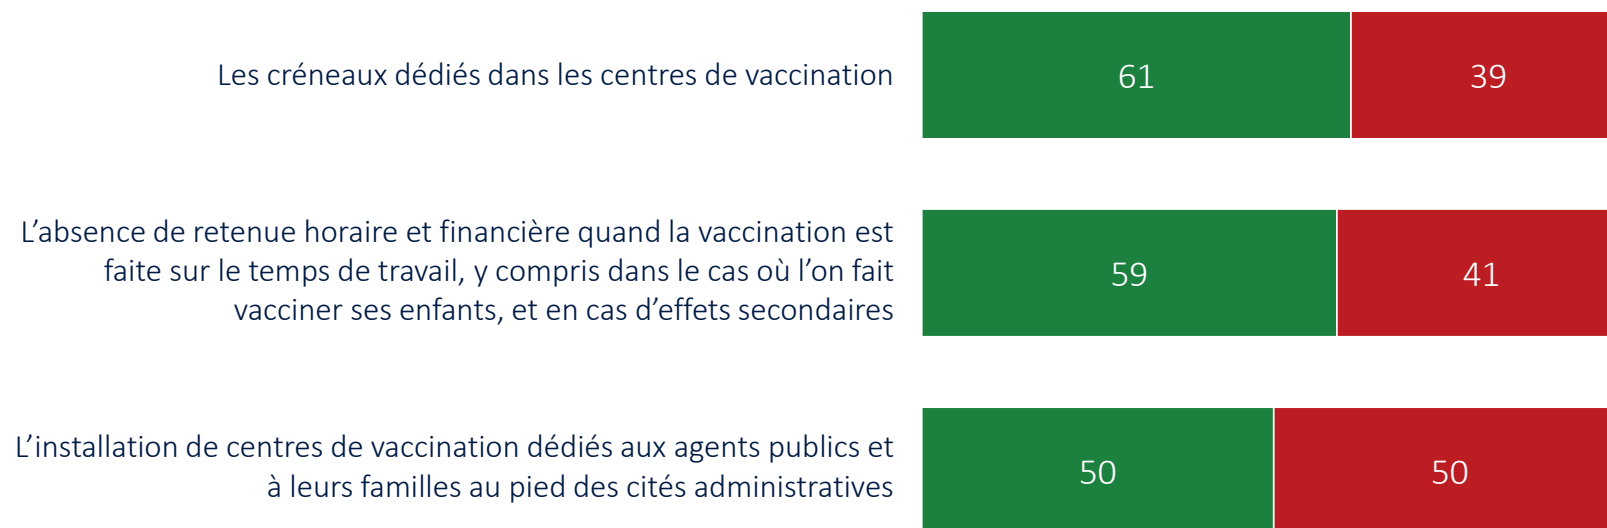 Les créneaux dédiés dans les centres de vaccination
61
39
L’absence de retenue horaire et financière quand la vaccination est
faite sur le temps de travail, y compris dans le cas où l’on fait
vacciner ses enfants, et en cas d’effets secondaires
59
41
L’installation de centres de vaccination dédiés aux agents publics et
à leurs familles au pied des cités administratives
50
50